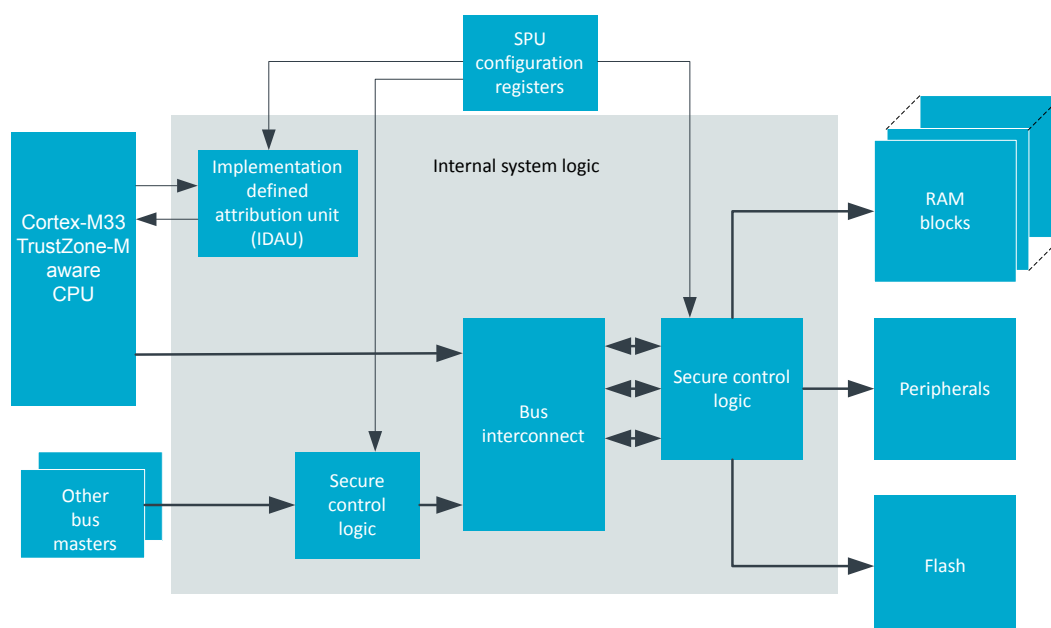 SPU
configuration
registers
Internal system logic
Implementation
defined
attribution unit
(IDAU)
Cortex-M33
TrustZone-M
aware
CPU
RAM
blocks
Bus
interconnect
Secure control
logic
Peripherals
Other
bus
masters
Secure
control
logic
Flash